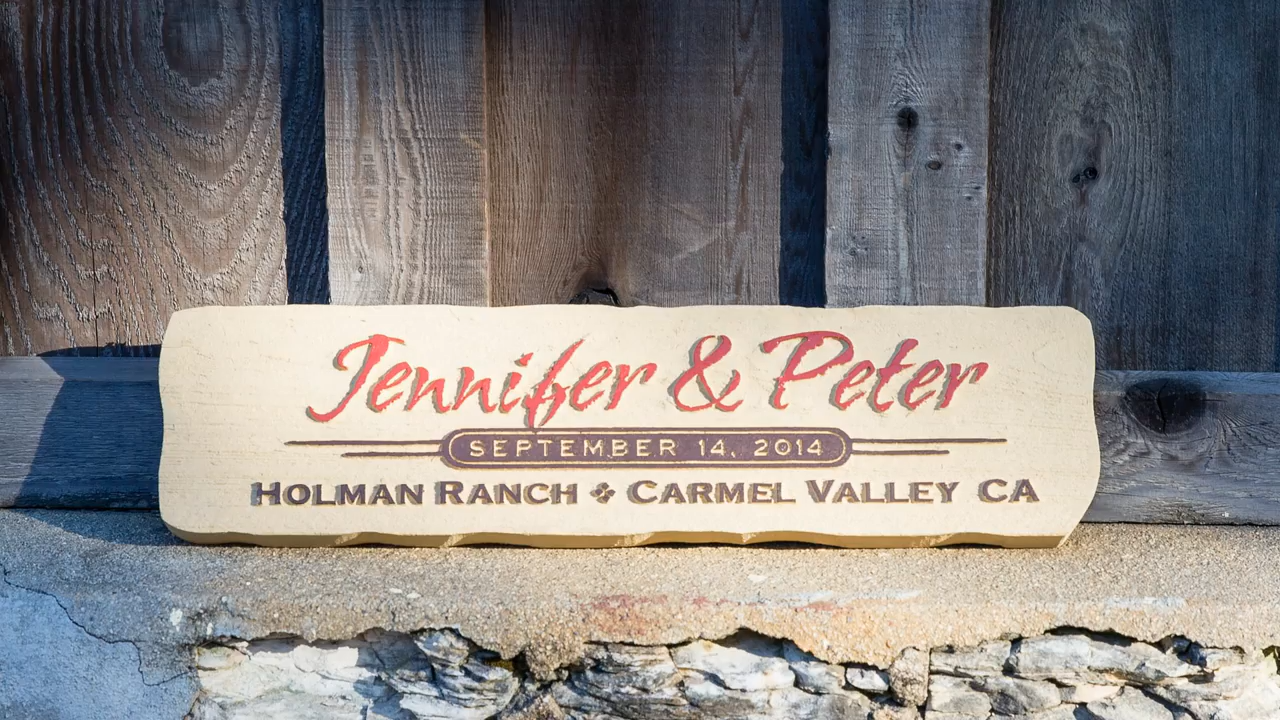 Jennifer & Peter
SEPTEMBER 14, 2014
HOLMAN RANCH ❖ CARMEL VALLEY CA